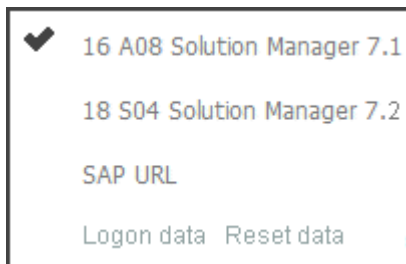 16 A08 Solution Manager 7.1
18 S04 Solution Manager 7.2
SAP URL
Logon data Reset data